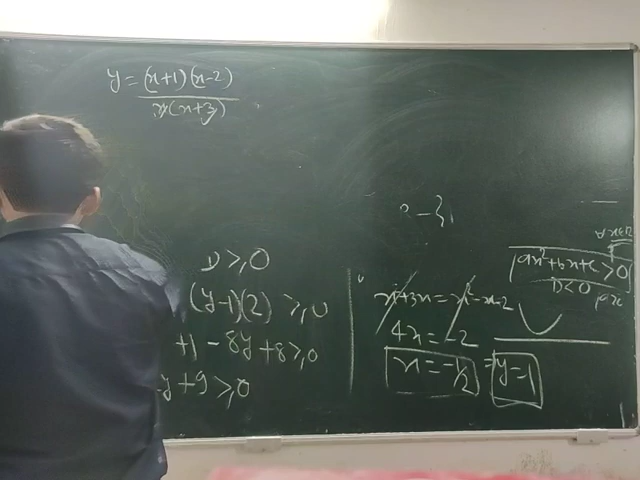 y = (x+1)(x-2)
x(x+3)
D ≥ 0
(y-1)(2) ≥ 0
+1 - 8y + 8 ≥ 0
y + 9 ≥ 0
x² + 3x = x² - x - 2
4x = -2
x = -1/2 = y = 1
ax² + bx + c > 0
D < 0